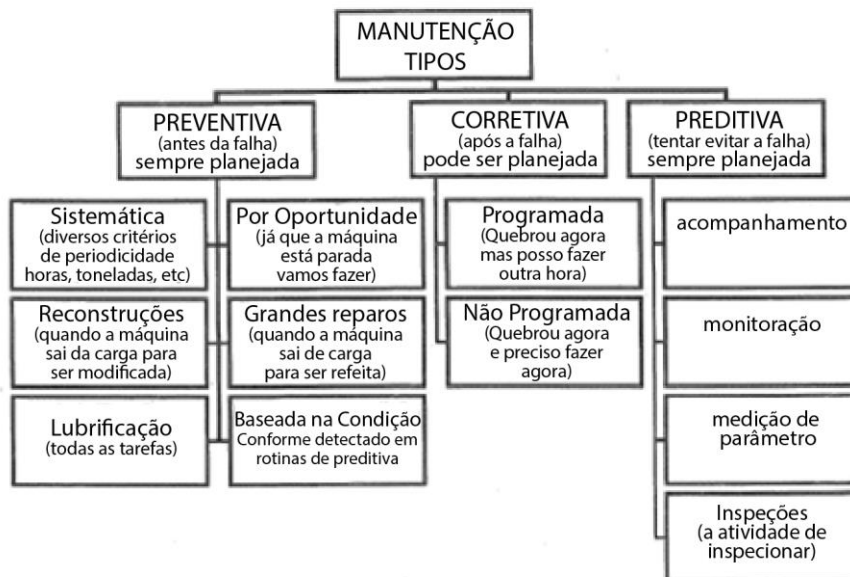 MANUTENÇÃO
TIPOS
PREVENTIVA
(antes da falha)
sempre planejada
CORRETIVA
(após a falha)
pode ser planejada
PREDITIVA
(tentar evitar a falha)
sempre planejada
Sistemática
(diversos critérios
de periodicidade
horas, toneladas, etc)
Por Oportunidade
(já que a máquina
está parada
vamos fazer)
Programada
(Quebrou agora
mas posso fazer
outra hora)
acompanhamento
Reconstruções
(quando a máquina
sai da carga para
ser modificada)
Grandes reparos
(quando a máquina
sai de carga
para ser refeita)
Não Programada
(Quebrou agora
e preciso fazer
agora)
monitoração
Lubrificação
(todas as tarefas)
Baseada na Condição
Conforme detectado em
rotinas de preditiva
medição de
parâmetro
Inspeções
(a atividade de
inspecionar)